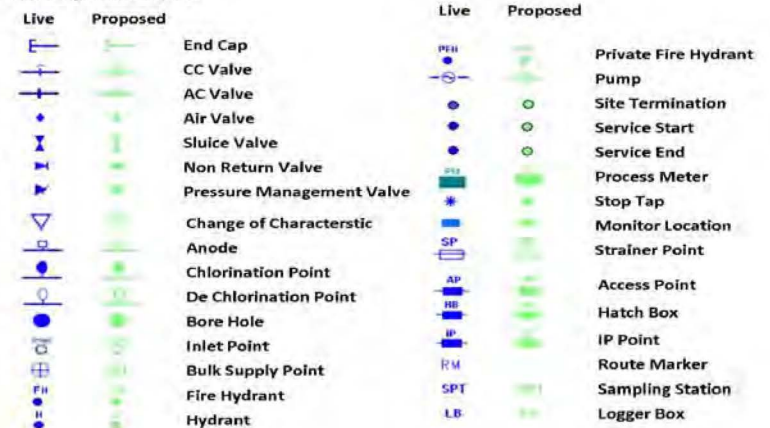 Live Proposed
End Cap
CC Valve
AC Valve
Air Valve
Sluice Valve
Non Return Valve
Pressure Management Valve
Change of Characterstic
Anode
Chlorination Point
De Chlorination Point
Bore Hole
Inlet Point
Bulk Supply Point
FH Fire Hydrant
H Hydrant
Live Proposed
PFH Private Fire Hydrant
Pump
Site Termination
Service Start
Service End
Process Meter
Stop Tap
Monitor Location
SP Strainer Point
AP Access Point
HB Hatch Box
IP IP Point
RM Route Marker
SPT Sampling Station
LB Logger Box